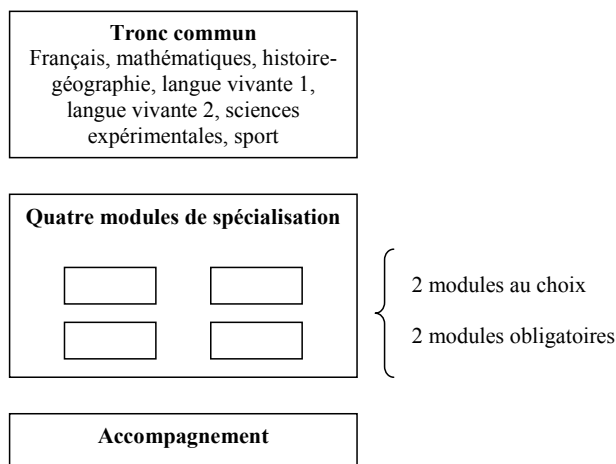 Tronc commun
Français, mathématiques, histoire-
géographie, langue vivante 1,
langue vivante 2, sciences
expérimentales, sport
Quatre modules de spécialisation
2 modules au choix
2 modules obligatoires
Accompagnement